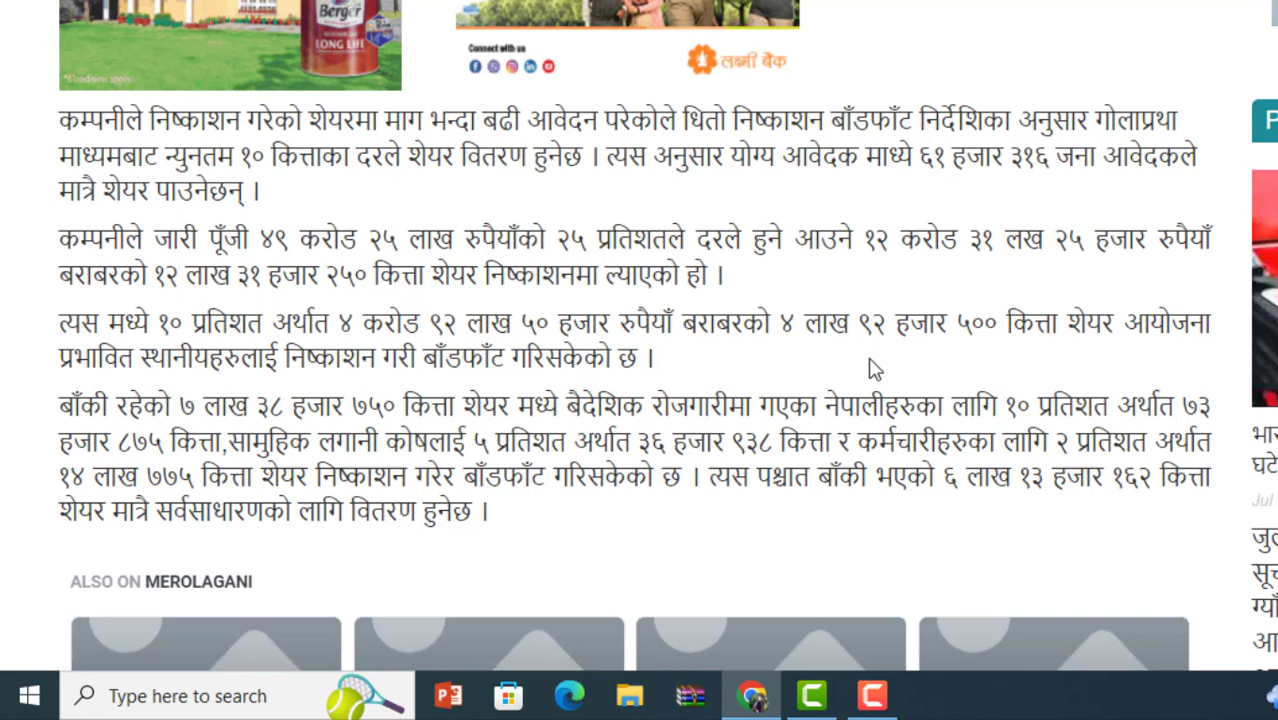 Berger
LONG LIFE
*Condition apply
Connect with us
लक्ष्मी बैंक
कम्पनीले निष्काशन गरेको शेयरमा माग भन्दा बढी आवेदन परेकोले धितो निष्काशन बाँडफाँट निर्देशिका अनुसार गोलाप्रथा
माध्यमबाट न्युनतम १० कित्ताका दरले शेयर वितरण हुनेछ । त्यस अनुसार योग्य आवेदक माध्ये ६१ हजार ३१६ जना आवेदकले
मात्रै शेयर पाउनेछन् ।
कम्पनीले जारी पूँजी ४९ करोड २५ लाख रुपैयाँको २५ प्रतिशतले दरले हुने आउने १२ करोड ३१ लख २५ हजार रुपैयाँ
बराबरको १२ लाख ३१ हजार २५० कित्ता शेयर निष्काशनमा ल्याएको हो ।
त्यस मध्ये १० प्रतिशत अर्थात ४ करोड ९२ लाख ५० हजार रुपैयाँ बराबरको ४ लाख ९२ हजार ५०० कित्ता शेयर आयोजना
प्रभावित स्थानीयहरुलाई निष्काशन गरी बाँडफाँट गरिसकेको छ ।
बाँकी रहेको ७ लाख ३८ हजार ७५० कित्ता शेयर मध्ये बैदेशिक रोजगारीमा गएका नेपालीहरुका लागि १० प्रतिशत अर्थात ७३
हजार ८७५ कित्ता,सामुहिक लगानी कोषलाई ५ प्रतिशत अर्थात ३६ हजार ९३८ कित्ता र कर्मचारीहरुका लागि २ प्रतिशत अर्थात
१४ लाख ७७५ कित्ता शेयर निष्काशन गरेर बाँडफाँट गरिसकेको छ । त्यस पश्चात बाँकी भएको ६ लाख १३ हजार १६२ कित्ता
शेयर मात्रै सर्वसाधारणको लागि वितरण हुनेछ ।
ALSO ON MEROLAGANI
P
घटे
Jul
Type here to search